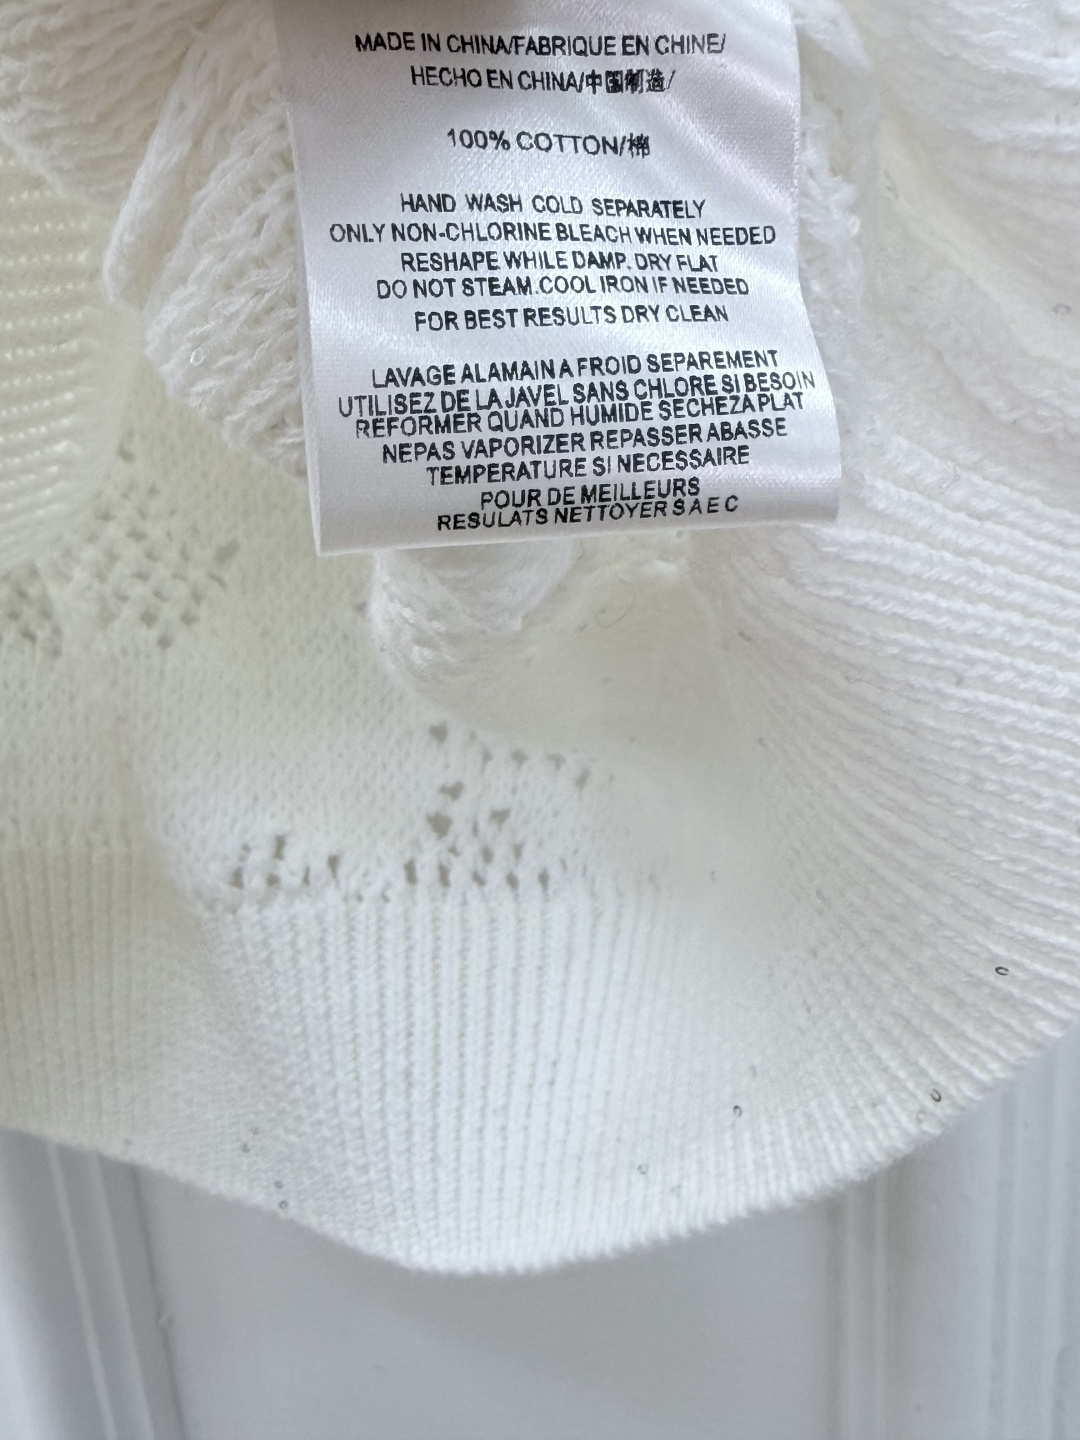 MADE IN CHINA/FABRIQUE EN CHINE/
HECHO EN CHINA/中国制造/
100% COTTON/棉
HAND WASH COLD SEPARATELY
ONLY NON-CHLORINE BLEACH WHEN NEEDED
RESHAPE WHILE DAMP. DRY FLAT
DO NOT STEAM.COOL IRON IF NEEDED
FOR BEST RESULTS DRY CLEAN
LAVAGE ALAMAIN A FROID SEPAREMENT
UTILISEZ DE LA JAVEL SANS CHLORE SI BESOIN
REFORMER QUAND HUMIDE SECHEZAPLAT
NEPAS VAPORIZER REPASSER ABASSE
TEMPERATURE SI NECESSAIRE
POUR DE MEILLEURS
RESULATS NETTOYER S A E C